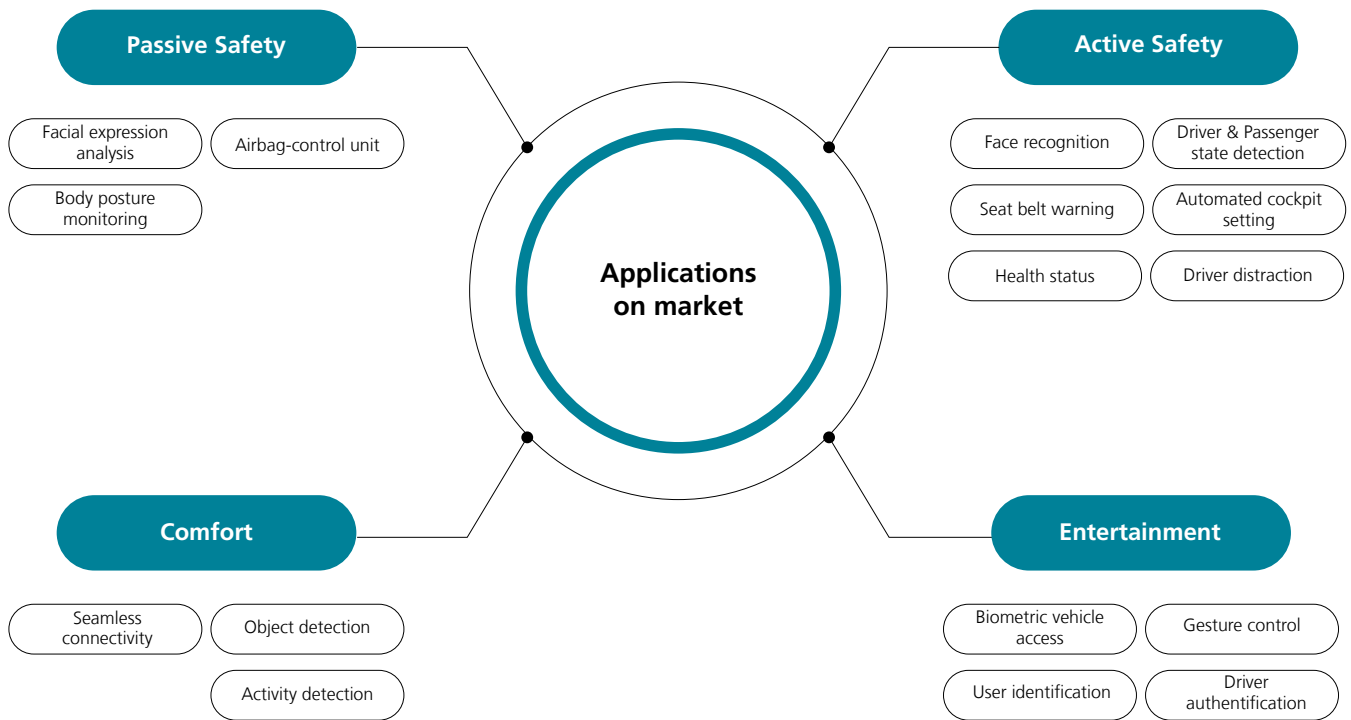 Passive Safety
Facial expression
analysis
Airbag-control unit
Body posture
monitoring
Active Safety
Face recognition
Driver & Passenger
state detection
Seat belt warning
Automated cockpit
setting
Health status
Driver distraction
Applications
on market
Comfort
Seamless
connectivity
Object detection
Activity detection
Entertainment
Biometric vehicle
access
Gesture control
User identification
Driver
authentification